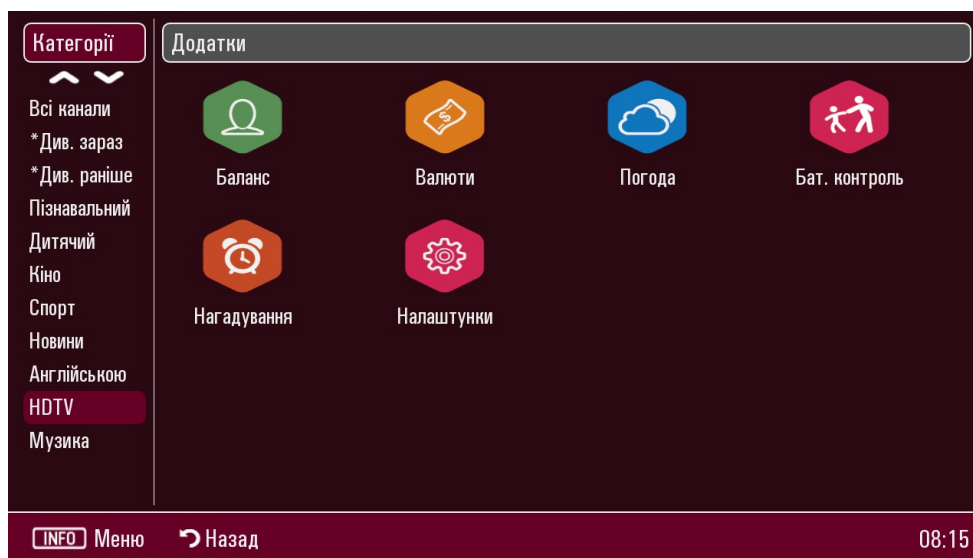 Категорії
Додатки
Всі канали
*Див. зараз
*Див. раніше
Пізнавальний
Дитячий
Кіно
Спорт
Новини
Англійською
HDTV
Музика
Баланс
Валюти
Погода
Бат. контроль
Нагадування
Налаштунки
INFO Меню
Назад
08:15